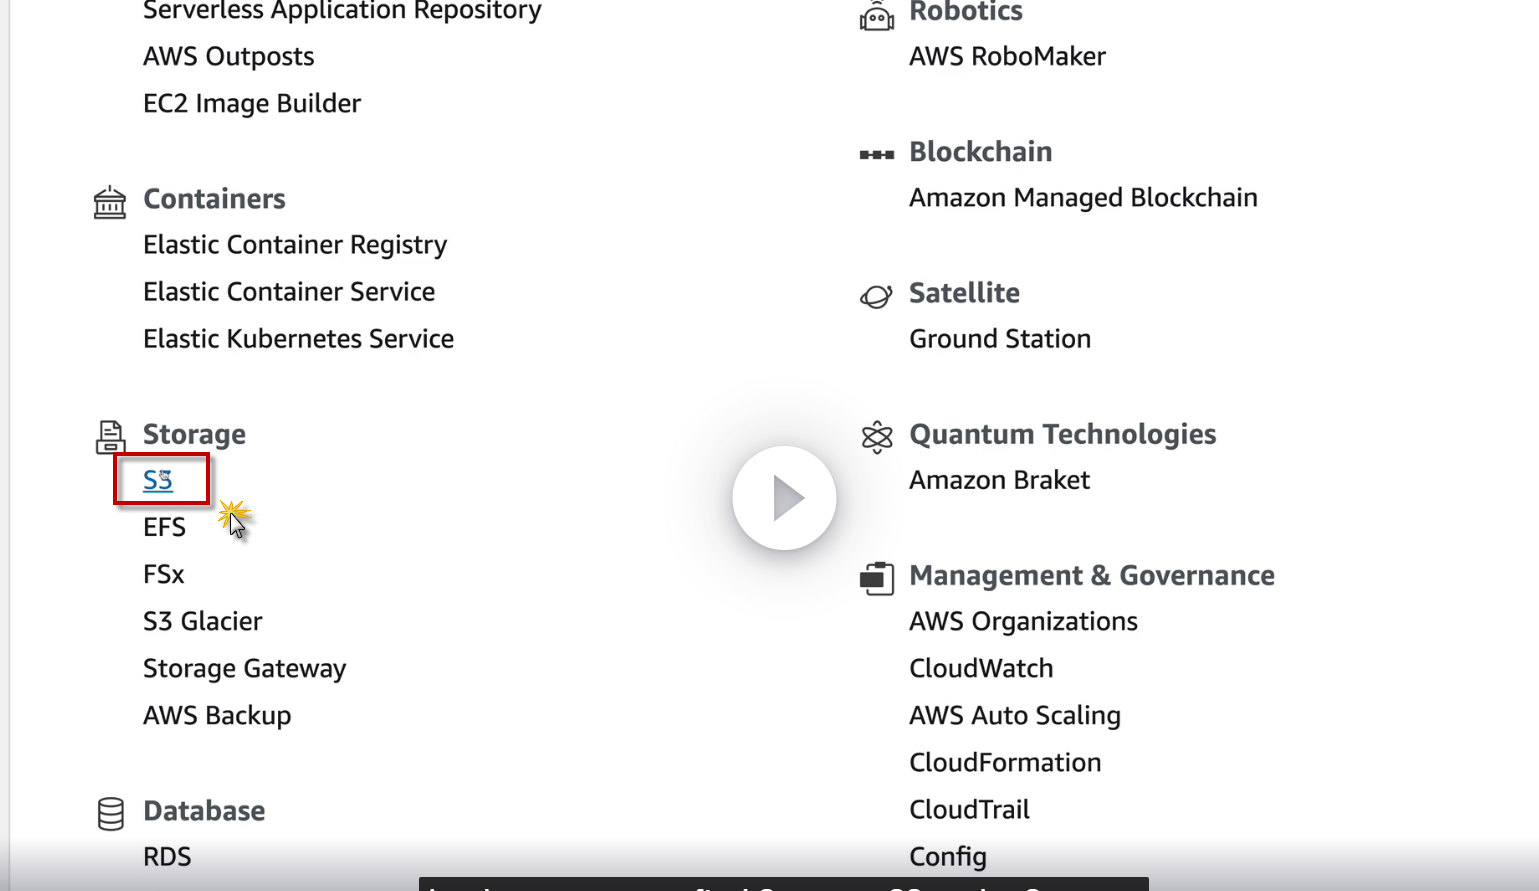 Serverless Application Repository
AWS Outposts
EC2 Image Builder
Containers
Elastic Container Registry
Elastic Container Service
Elastic Kubernetes Service
Storage
S3
EFS
FSx
S3 Glacier
Storage Gateway
AWS Backup
Database
RDS
Robotics
AWS RoboMaker
Blockchain
Amazon Managed Blockchain
Satellite
Ground Station
Quantum Technologies
Amazon Braket
Management & Governance
AWS Organizations
CloudWatch
AWS Auto Scaling
CloudFormation
CloudTrail
Config